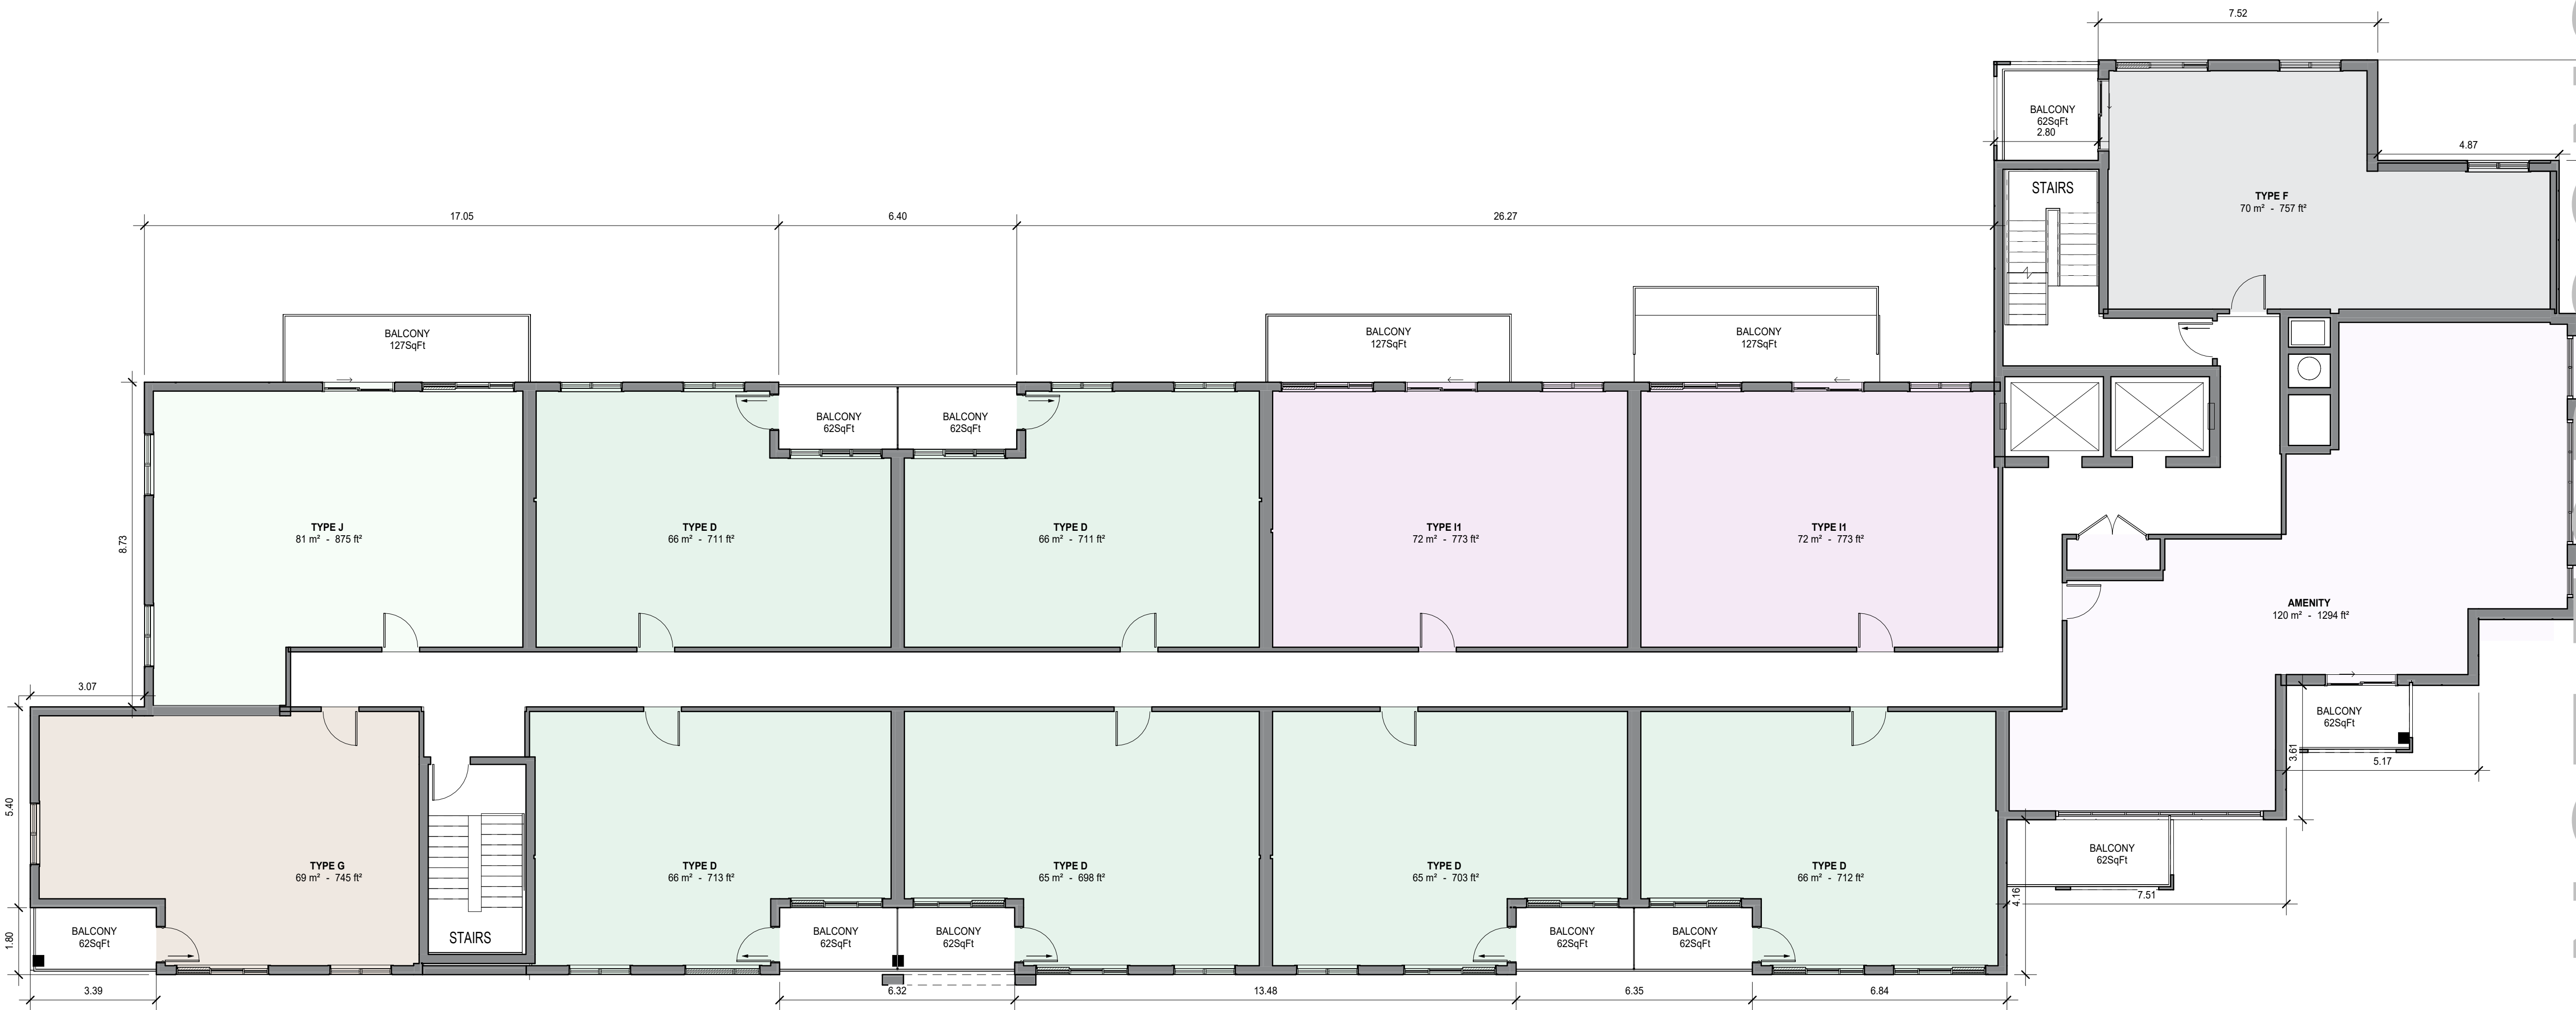 7.52
BALCONY
62SqFt
2.80
4.87
STAIRS
TYPE F
70 m² - 757 ft²
17.05
6.40
26.27
BALCONY
127SqFt
BALCONY
127SqFt
BALCONY
127SqFt
BALCONY
62SqFt
BALCONY
62SqFt
8.73
TYPE J
81 m² - 875 ft²
TYPE D
66 m² - 711 ft²
TYPE D
66 m² - 711 ft²
TYPE I1
72 m² - 773 ft²
TYPE I1
72 m² - 773 ft²
AMENITY
120 m² - 1294 ft²
3.07
BALCONY
62SqFt
3.61
5.17
5.40
TYPE G
69 m² - 745 ft²
TYPE D
66 m² - 713 ft²
TYPE D
65 m² - 698 ft²
TYPE D
65 m² - 703 ft²
TYPE D
66 m² - 712 ft²
BALCONY
62SqFt
4.16
7.51
1.80
BALCONY
62SqFt
STAIRS
BALCONY
62SqFt
BALCONY
62SqFt
BALCONY
62SqFt
BALCONY
62SqFt
3.39
6.32
13.48
6.35
6.84